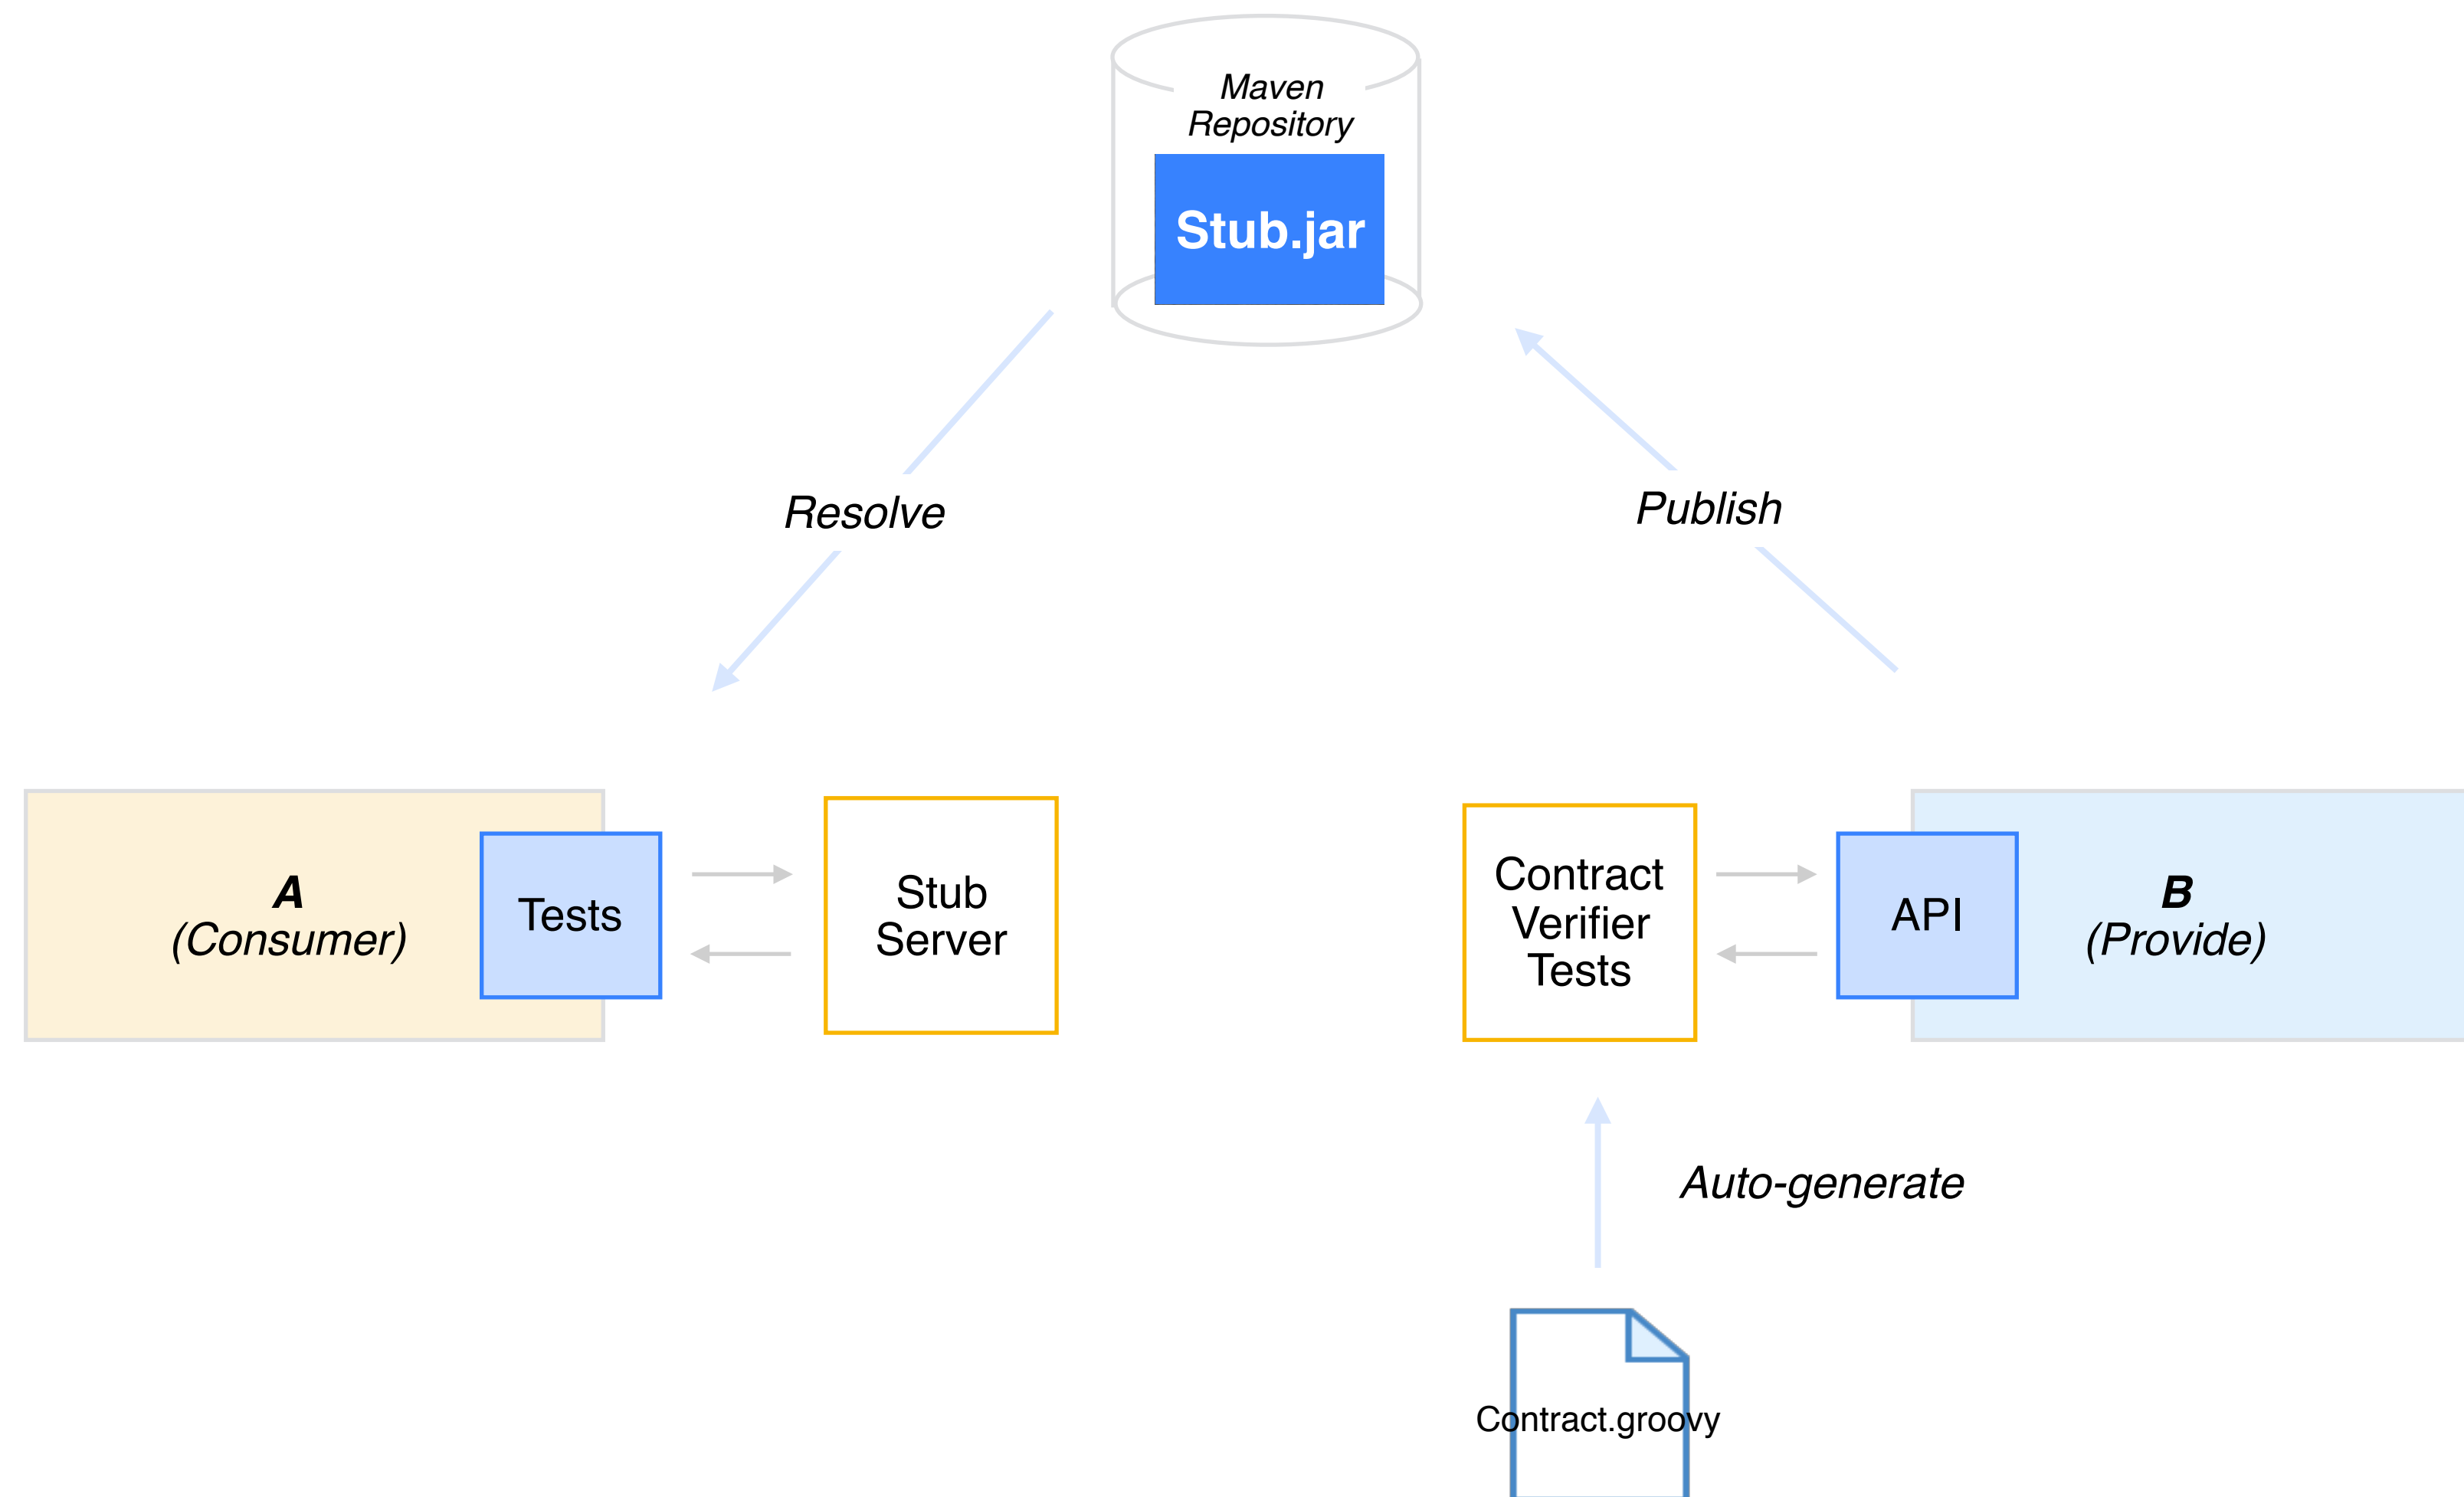 Maven
Repository
Stub.jar
Resolve
Publish
A
(Consumer)
Tests
Stub
Server
Contract
Verifier
Tests
API
B
(Provide)
Auto-generate
Contract.groovy